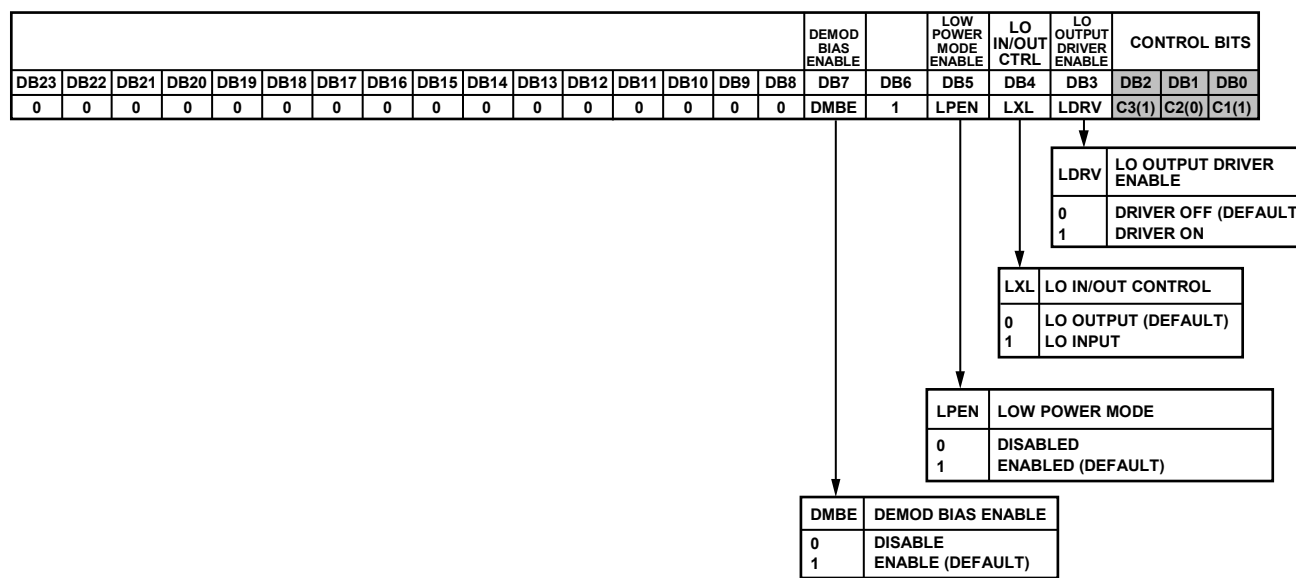 DEMOD BIAS ENABLE
LOW POWER MODE ENABLE
LO IN/OUT CTRL
LO OUTPUT DRIVER ENABLE
CONTROL BITS
DB23 DB22 DB21 DB20 DB19 DB18 DB17 DB16 DB15 DB14 DB13 DB12 DB11 DB10 DB9 DB8 DB7 DB6 DB5 DB4 DB3 DB2 DB1 DB0
0 0 0 0 0 0 0 0 0 0 0 0 0 0 0 0 DMBE 1 LPEN LXL LDRV C3(1) C2(0) C1(1)
LDRV LO OUTPUT DRIVER
ENABLE
0 DRIVER OFF (DEFAULT
1 DRIVER ON
LXL LO IN/OUT CONTROL
0 LO OUTPUT (DEFAULT)
1 LO INPUT
LPEN LOW POWER MODE
0 DISABLED
1 ENABLED (DEFAULT)
DMBE DEMOD BIAS ENABLE
0 DISABLE
1 ENABLE (DEFAULT)